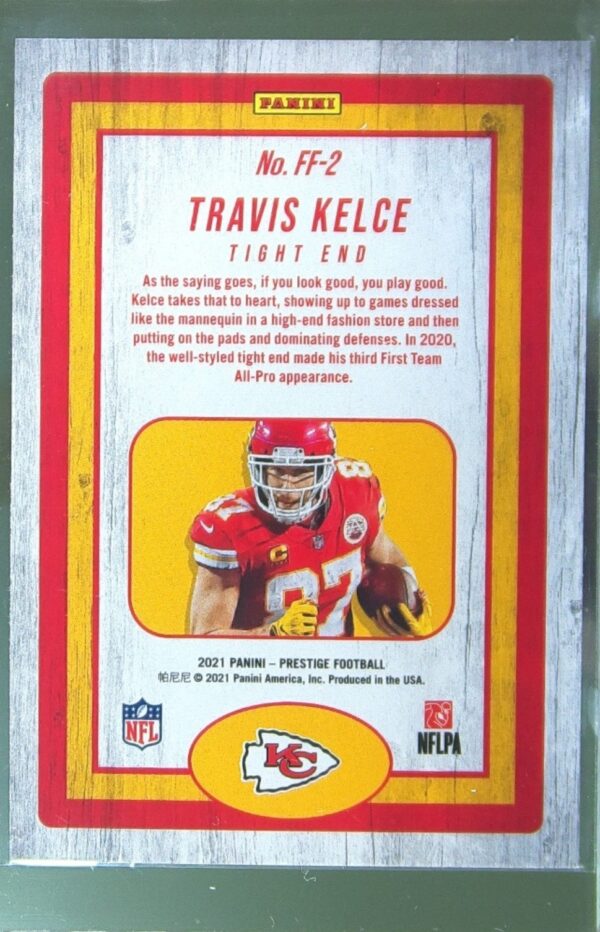 PANINI
No. FF-2
TRAVIS KELCE
TIGHT END
As the saying goes, if you look good, you play good.
Kelce takes that to heart, showing up to games dressed
like the mannequin in a high-end fashion store and then
putting on the pads and dominating defenses. In 2020,
the well-styled tight end made his third First Team
All-Pro appearance.
87
87
C
87
2021 PANINI – PRESTIGE FOOTBALL
帕尼尼 © 2021 Panini America, Inc. Produced in the USA.
NFL
NFLPA
KC